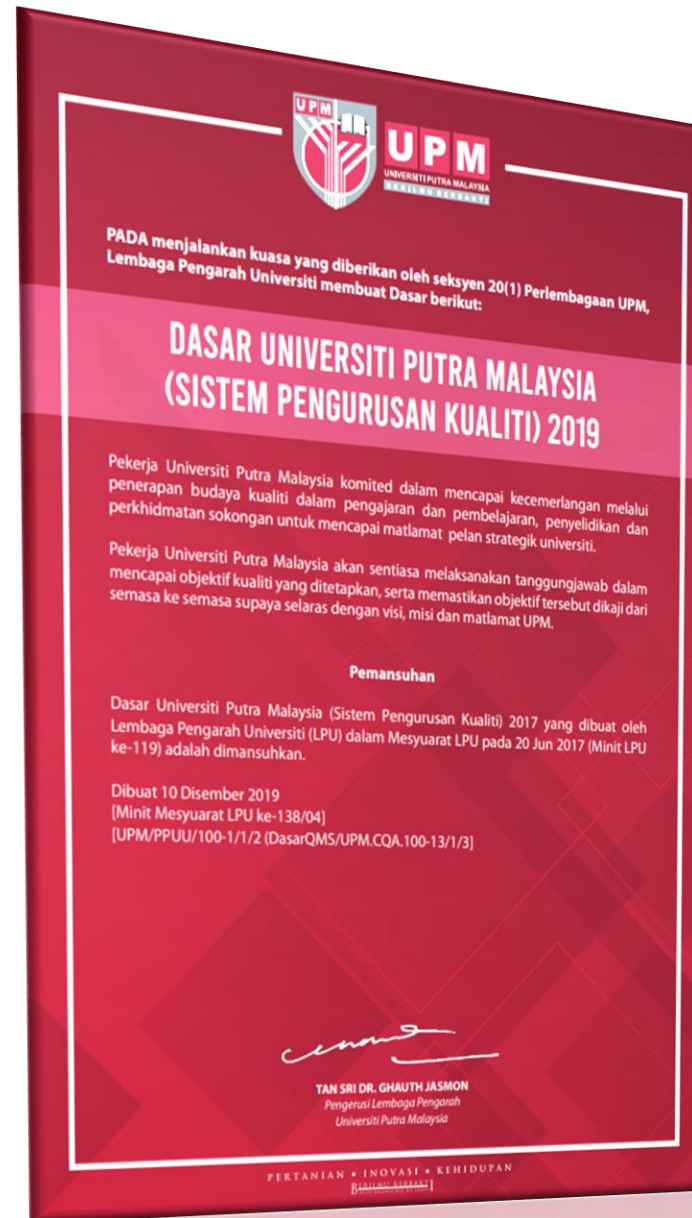 UPM
UPM
UNIVERSITI PUTRA MALAYSIA
BERILMU BERBAKTI
PADA menjalankan kuasa yang diberikan oleh seksyen 20(1) Perlembagaan UPM,
Lembaga Pengarah Universiti membuat Dasar berikut:
DASAR UNIVERSITI PUTRA MALAYSIA
(SISTEM PENGURUSAN KUALITI) 2019
Pekerja Universiti Putra Malaysia komited dalam mencapai kecemerlangan melalui
penerapan budaya kualiti dalam pengajaran dan pembelajaran, penyelidikan dan
perkhidmatan sokongan untuk mencapai matlamat pelan strategik universiti.
Pekerja Universiti Putra Malaysia akan sentiasa melaksanakan tanggungjawab dalam
mencapai objektif kualiti yang ditetapkan, serta memastikan objektif tersebut dikaji dari
semasa ke semasa supaya selaras dengan visi, misi dan matlamat UPM.
Pemansuhan
Dasar Universiti Putra Malaysia (Sistem Pengurusan Kualiti) 2017 yang dibuat oleh
Lembaga Pengarah Universiti (LPU) dalam Mesyuarat LPU pada 20 Jun 2017 (Minit LPU
ke-119) adalah dimansuhkan.
Dibuat 10 Disember 2019
[Minit Mesyuarat LPU ke-138/04]
[UPM/PPUU/100-1/1/2 (DasarQMS/UPM.CQA.100-13/1/3]
TAN SRI DR. GHAUTH JASMON
Pengerusi Lembaga Pengarah
Universiti Putra Malaysia
PERTANIAN • INOVASI • KEHIDUPAN